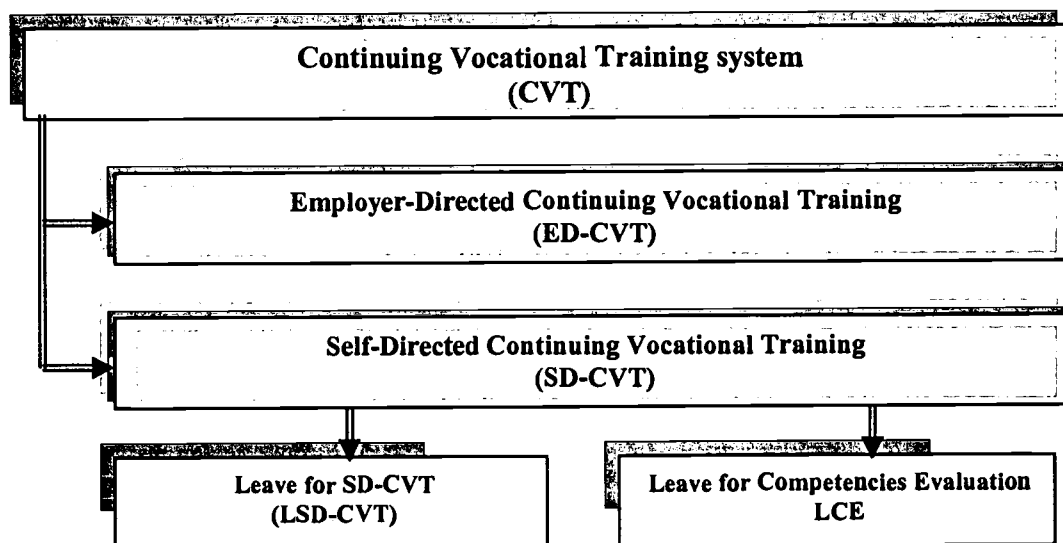 Continuing Vocational Training system
(CVT)
Employer-Directed Continuing Vocational Training
(ED-CVT)
Self-Directed Continuing Vocational Training
(SD-CVT)
Leave for SD-CVT
(LSD-CVT)
Leave for Competencies Evaluation
LCE